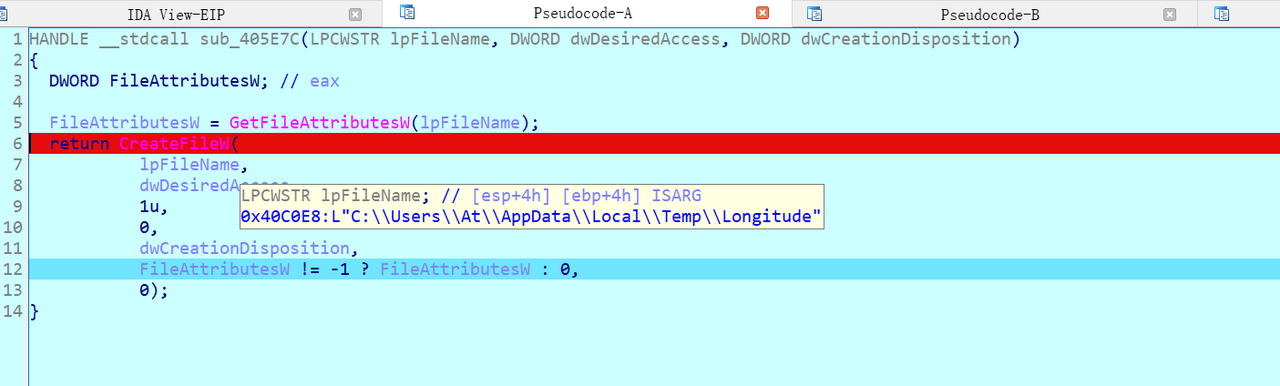 IDA View-EIP
Pseudocode-A
Pseudocode-B
1 HANDLE __stdcall sub_405E7C(LPCWSTR lpFileName, DWORD dwDesiredAccess, DWORD dwCreationDisposition)
2 {
3 DWORD FileAttributesW; // eax
4
5 FileAttributesW = GetFileAttributesW(lpFileName);
6 return CreateFileW(
7 lpFileName,
8 dwDesiredAccess,
LPCWSTR lpFileName; // [esp+4h] [ebp+4h] ISARG
9 1u,
0x40C0E8:L"C:\\Users\\At\\AppData\\Local\\Temp\\Longitude"
10 0,
11 dwCreationDisposition,
12 FileAttributesW != -1 ? FileAttributesW : 0,
13 0);
14 }